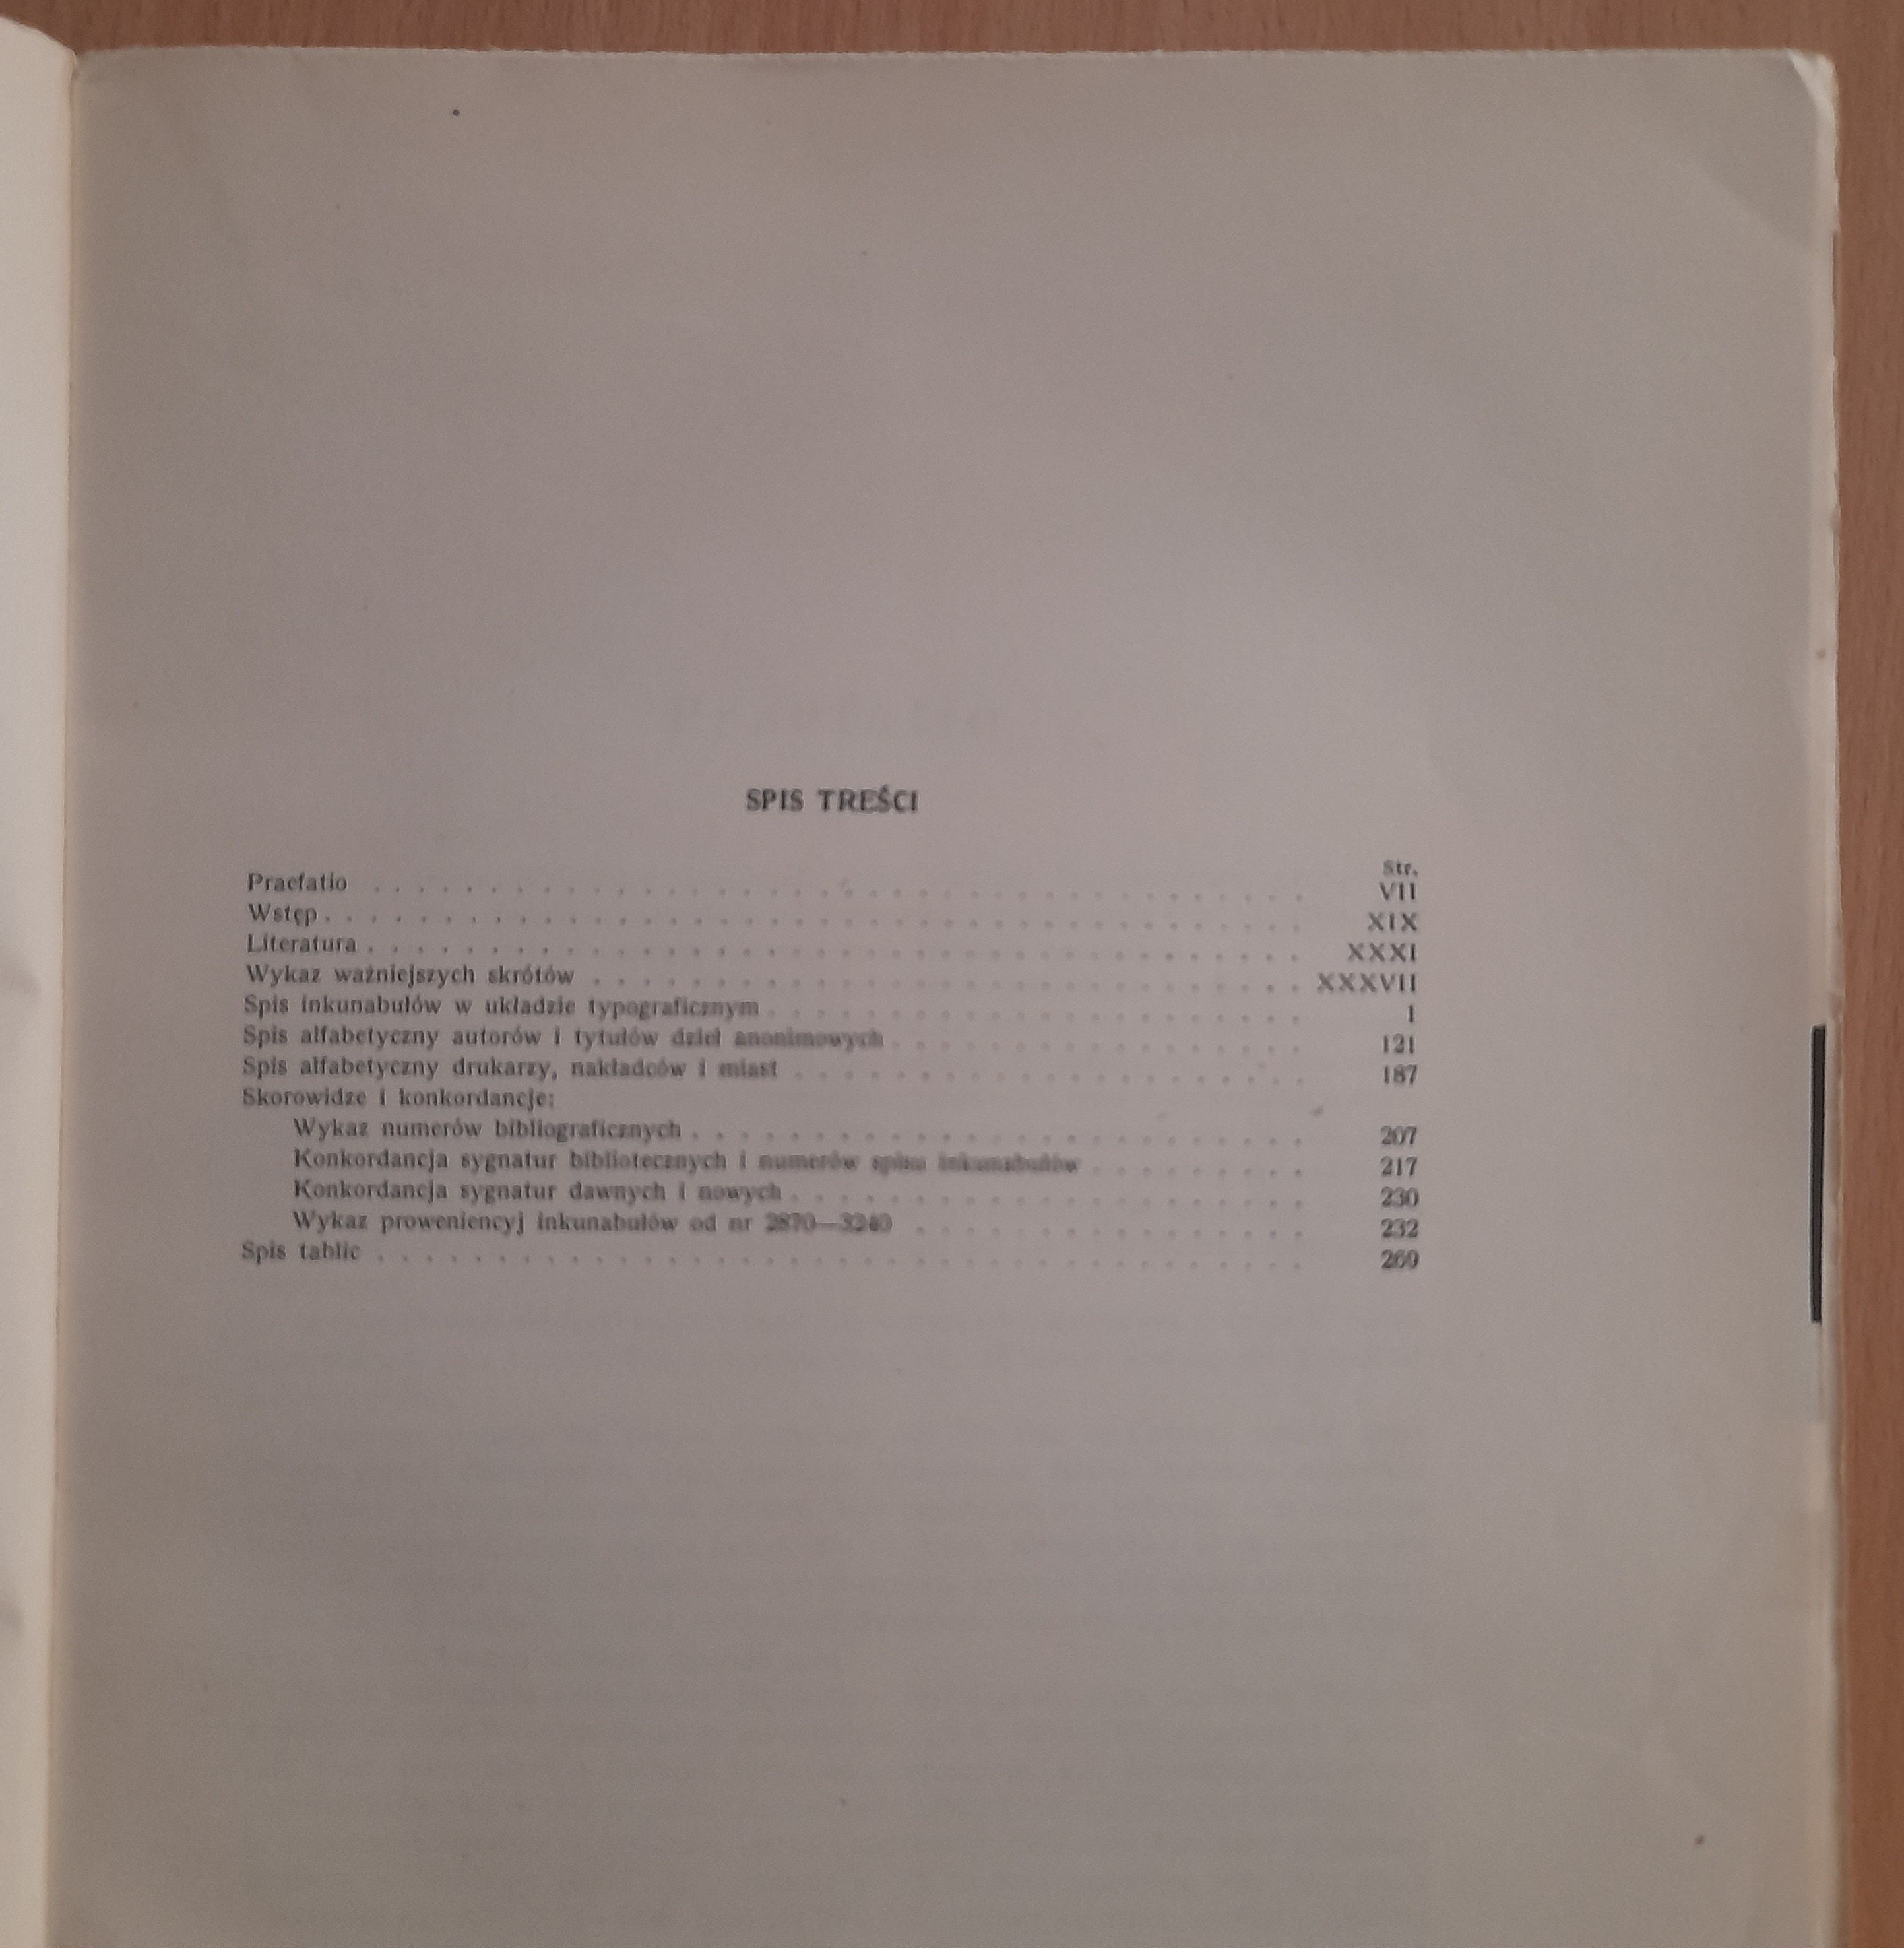 SPIS TREŚCI
Str.
Praefatio . . . . . . . . . . . . . . . . . . . . . . . . . . . . . . . . . . . . . . VII
Wstęp . . . . . . . . . . . . . . . . . . . . . . . . . . . . . . . . . . . . . . . . XIX
Literatura . . . . . . . . . . . . . . . . . . . . . . . . . . . . . . . . . . . . . . XXXI
Wykaz ważniejszych skrótów . . . . . . . . . . . . . . . . . . . . . . . . . . . . . XXXVII
Spis inkunabułów w układzie typograficznym . . . . . . . . . . . . . . . . . . . . . . 1
Spis alfabetyczny autorów i tytułów dzieł anonimowych . . . . . . . . . . . . . . . . . 121
Spis alfabetyczny drukarzy, nakładców i miast . . . . . . . . . . . . . . . . . . . . . 187
Skorowidze i konkordancje:
Wykaz numerów bibliograficznych . . . . . . . . . . . . . . . . . . . . . . . . . 207
Konkordancja sygnatur bibliotecznych i numerów spisu inkunabułów . . . . . . . . . 217
Konkordancja sygnatur dawnych i nowych . . . . . . . . . . . . . . . . . . . . . 230
Wykaz proweniencyj inkunabułów od nr 2870—3240 . . . . . . . . . . . . . . . . 232
Spis tablic . . . . . . . . . . . . . . . . . . . . . . . . . . . . . . . . . . . . . .